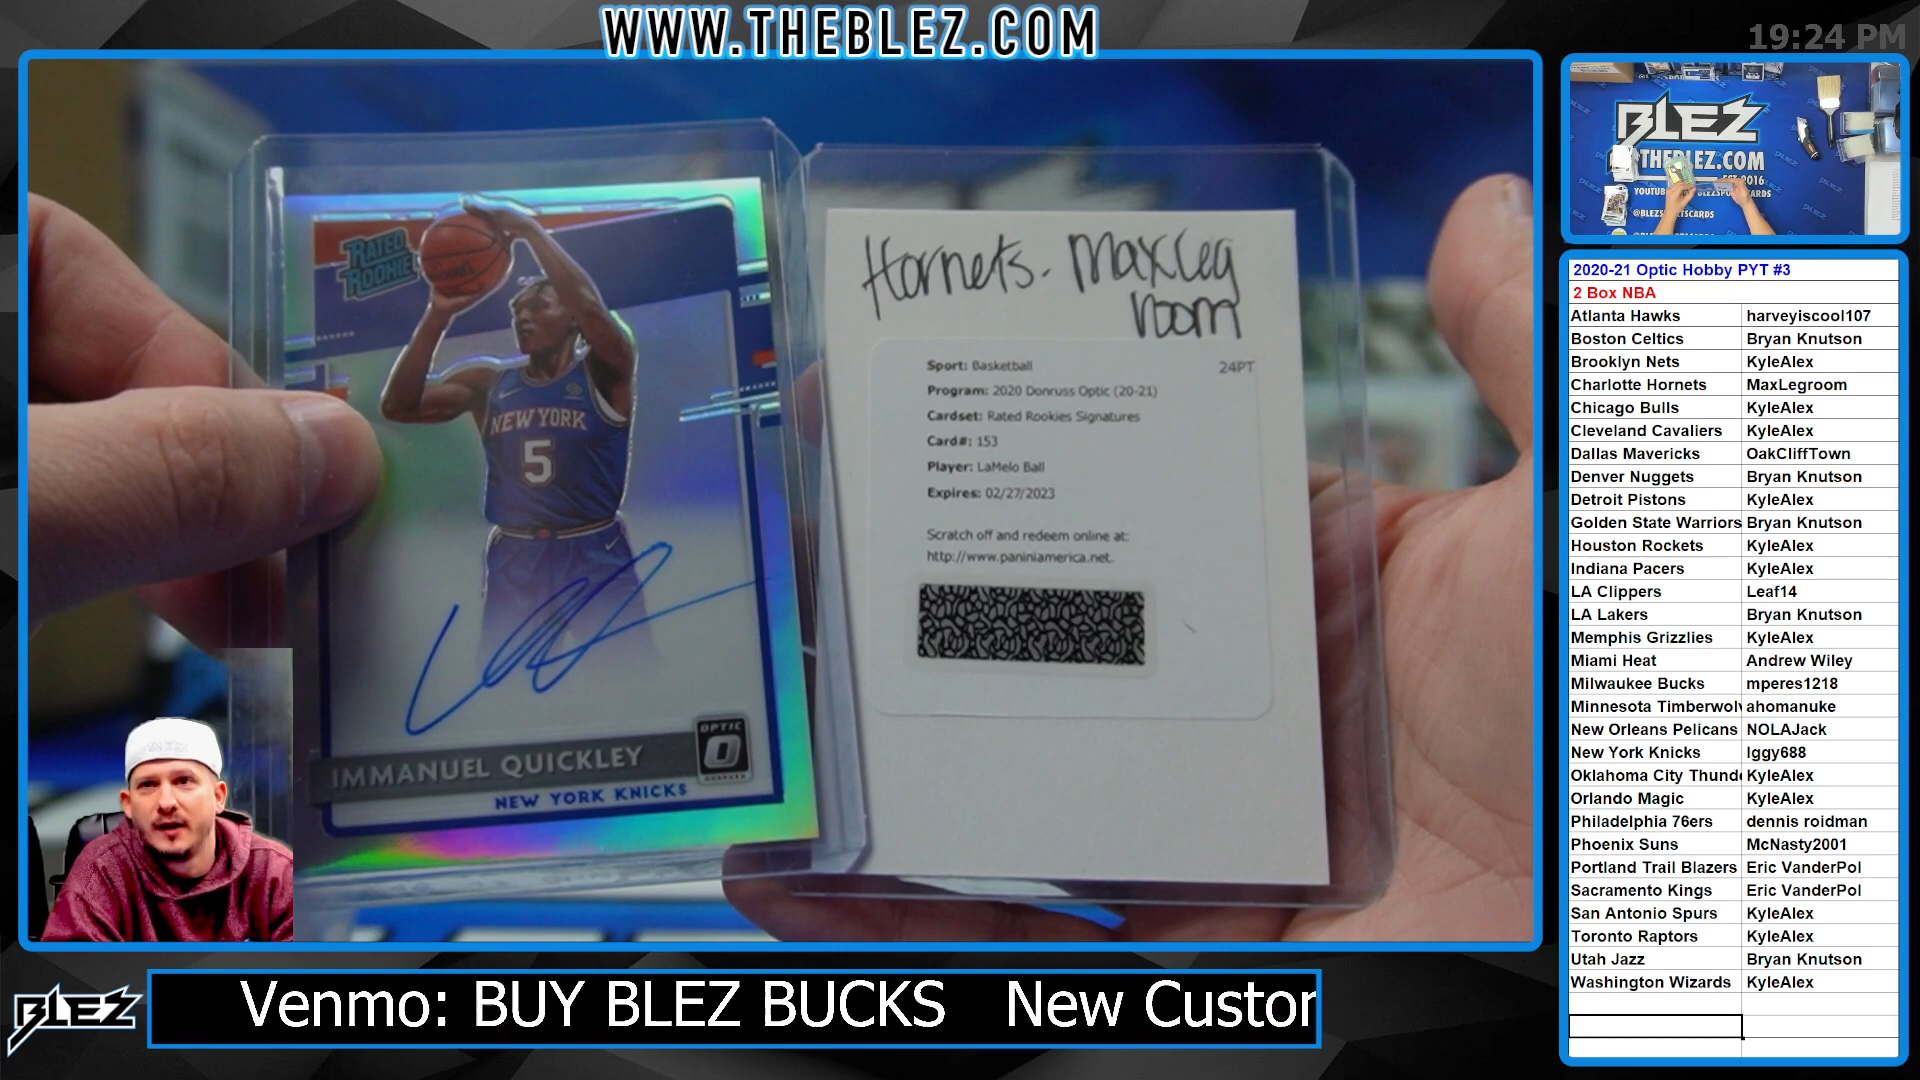 WWW.THEBLEZ.COM
19:24 PM
RATED
ROOKIE
NEW YORK
5
OPTIC
IMMANUEL QUICKLEY
NEW YORK KNICKS
Hornets. MaxLeg
room
Sport: Basketball 24PT
Program: 2020 Donruss Optic (20-21)
Cardset: Rated Rookies Signatures
Card#: 153
Player: LaMelo Ball
Expires: 02/27/2023
Scratch off and redeem online at:
http://www.paniniamerica.net.
BLEZ
THEBLEZ.COM
2016
2020-21 Optic Hobby PYT #3
2 Box NBA
Atlanta Hawks harveyiscool107
Boston Celtics Bryan Knutson
Brooklyn Nets KyleAlex
Charlotte Hornets MaxLegroom
Chicago Bulls KyleAlex
Cleveland Cavaliers KyleAlex
Dallas Mavericks OakCliffTown
Denver Nuggets Bryan Knutson
Detroit Pistons KyleAlex
Golden State Warriors Bryan Knutson
Houston Rockets KyleAlex
Indiana Pacers KyleAlex
LA Clippers Leaf14
LA Lakers Bryan Knutson
Memphis Grizzlies KyleAlex
Miami Heat Andrew Wiley
Milwaukee Bucks mperes1218
Minnesota Timberwolv ahomanuke
New Orleans Pelicans NOLAJack
New York Knicks Iggy688
Oklahoma City Thunde KyleAlex
Orlando Magic KyleAlex
Philadelphia 76ers dennis roidman
Phoenix Suns McNasty2001
Portland Trail Blazers Eric VanderPol
Sacramento Kings Eric VanderPol
San Antonio Spurs KyleAlex
Toronto Raptors KyleAlex
Utah Jazz Bryan Knutson
Washington Wizards KyleAlex
BLEZ
Venmo: BUY BLEZ BUCKS New Custom